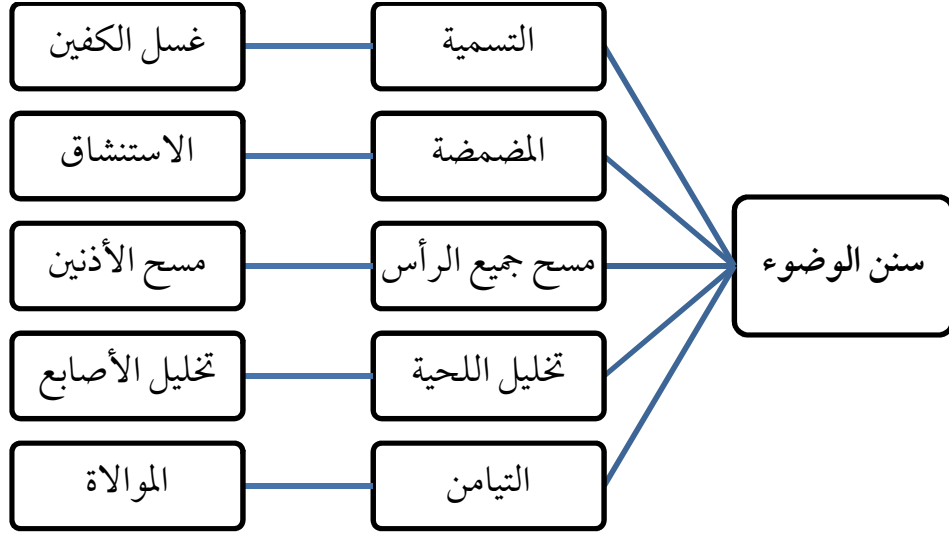 سنن الوضوء
التسمية
غسل الكفين
المضمضة
الاستنشاق
مسح جميع الرأس
مسح الأذنين
تخليل اللحية
تخليل الأصابع
التيامن
الموالاة